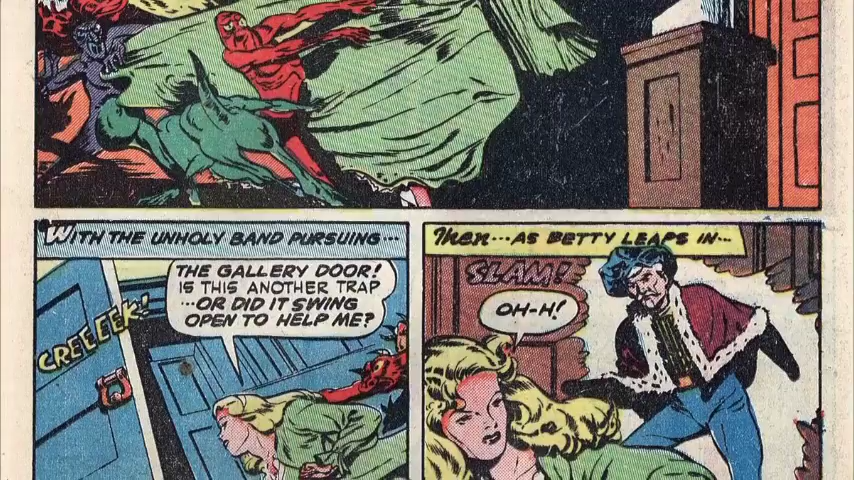 WITH THE UNHOLY BAND PURSUING...
CREEEEK!
THE GALLERY DOOR!
IS THIS ANOTHER TRAP
...OR DID IT SWING
OPEN TO HELP ME?
Then...AS BETTY LEAPS IN...
SLAM!
OH-H!